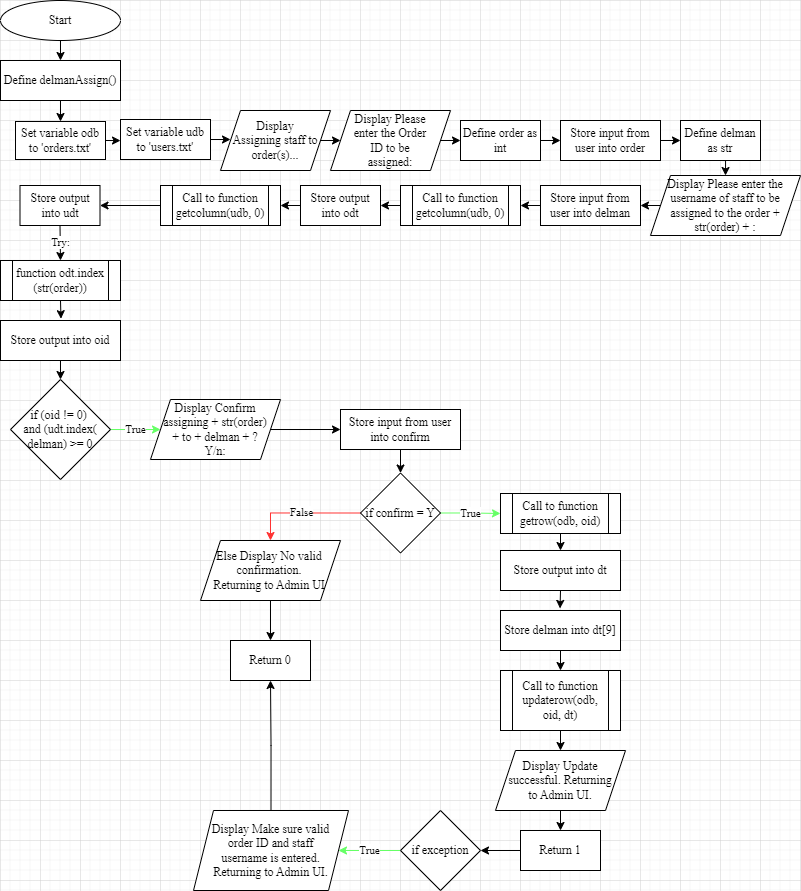 Start
Define delmanAssign()
Set variable odb
to 'orders.txt'
Set variable udb
to 'users.txt'
Display
Assigning staff to
order(s)...
Display Please
enter the Order
ID to be
assigned:
Define order as
int
Store input from
user into order
Define delman
as str
Display Please enter the
username of staff to be
assigned to the order +
str(order) + :
Store input from
user into delman
Call to function
getcolumn(udb, 0)
Store output
into odt
Call to function
getcolumn(udb, 0)
Store output
into udt
Try:
function odt.index
(str(order))
Store output into oid
if (oid != 0)
and (udt.index(
delman) >= 0
True
Display Confirm
assigning + str(order)
+ to + delman + ?
Y/n:
Store input from user
into confirm
if confirm = Y
False
True
Else Display No valid
confirmation.
Returning to Admin UI
Return 0
Call to function
getrow(odb, oid)
Store output into dt
Store delman into dt[9]
Call to function
updaterow(odb,
oid, dt)
Display Update
successful. Returning
to Admin UI.
Return 1
if exception
True
Display Make sure valid
order ID and staff
username is entered.
Returning to Admin UI.